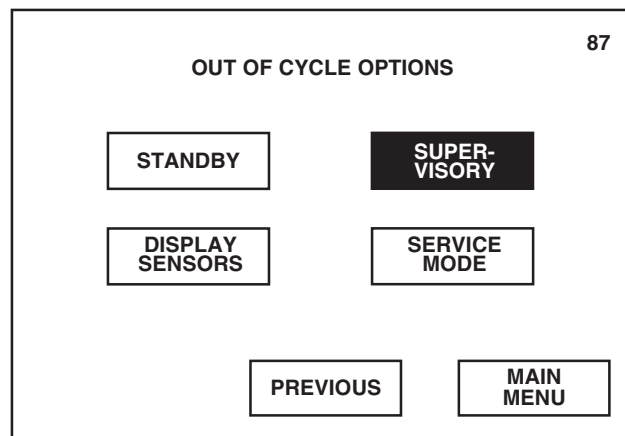 87
OUT OF CYCLE OPTIONS
STANDBY
SUPER-
VISORY
DISPLAY
SENSORS
SERVICE
MODE
PREVIOUS
MAIN
MENU